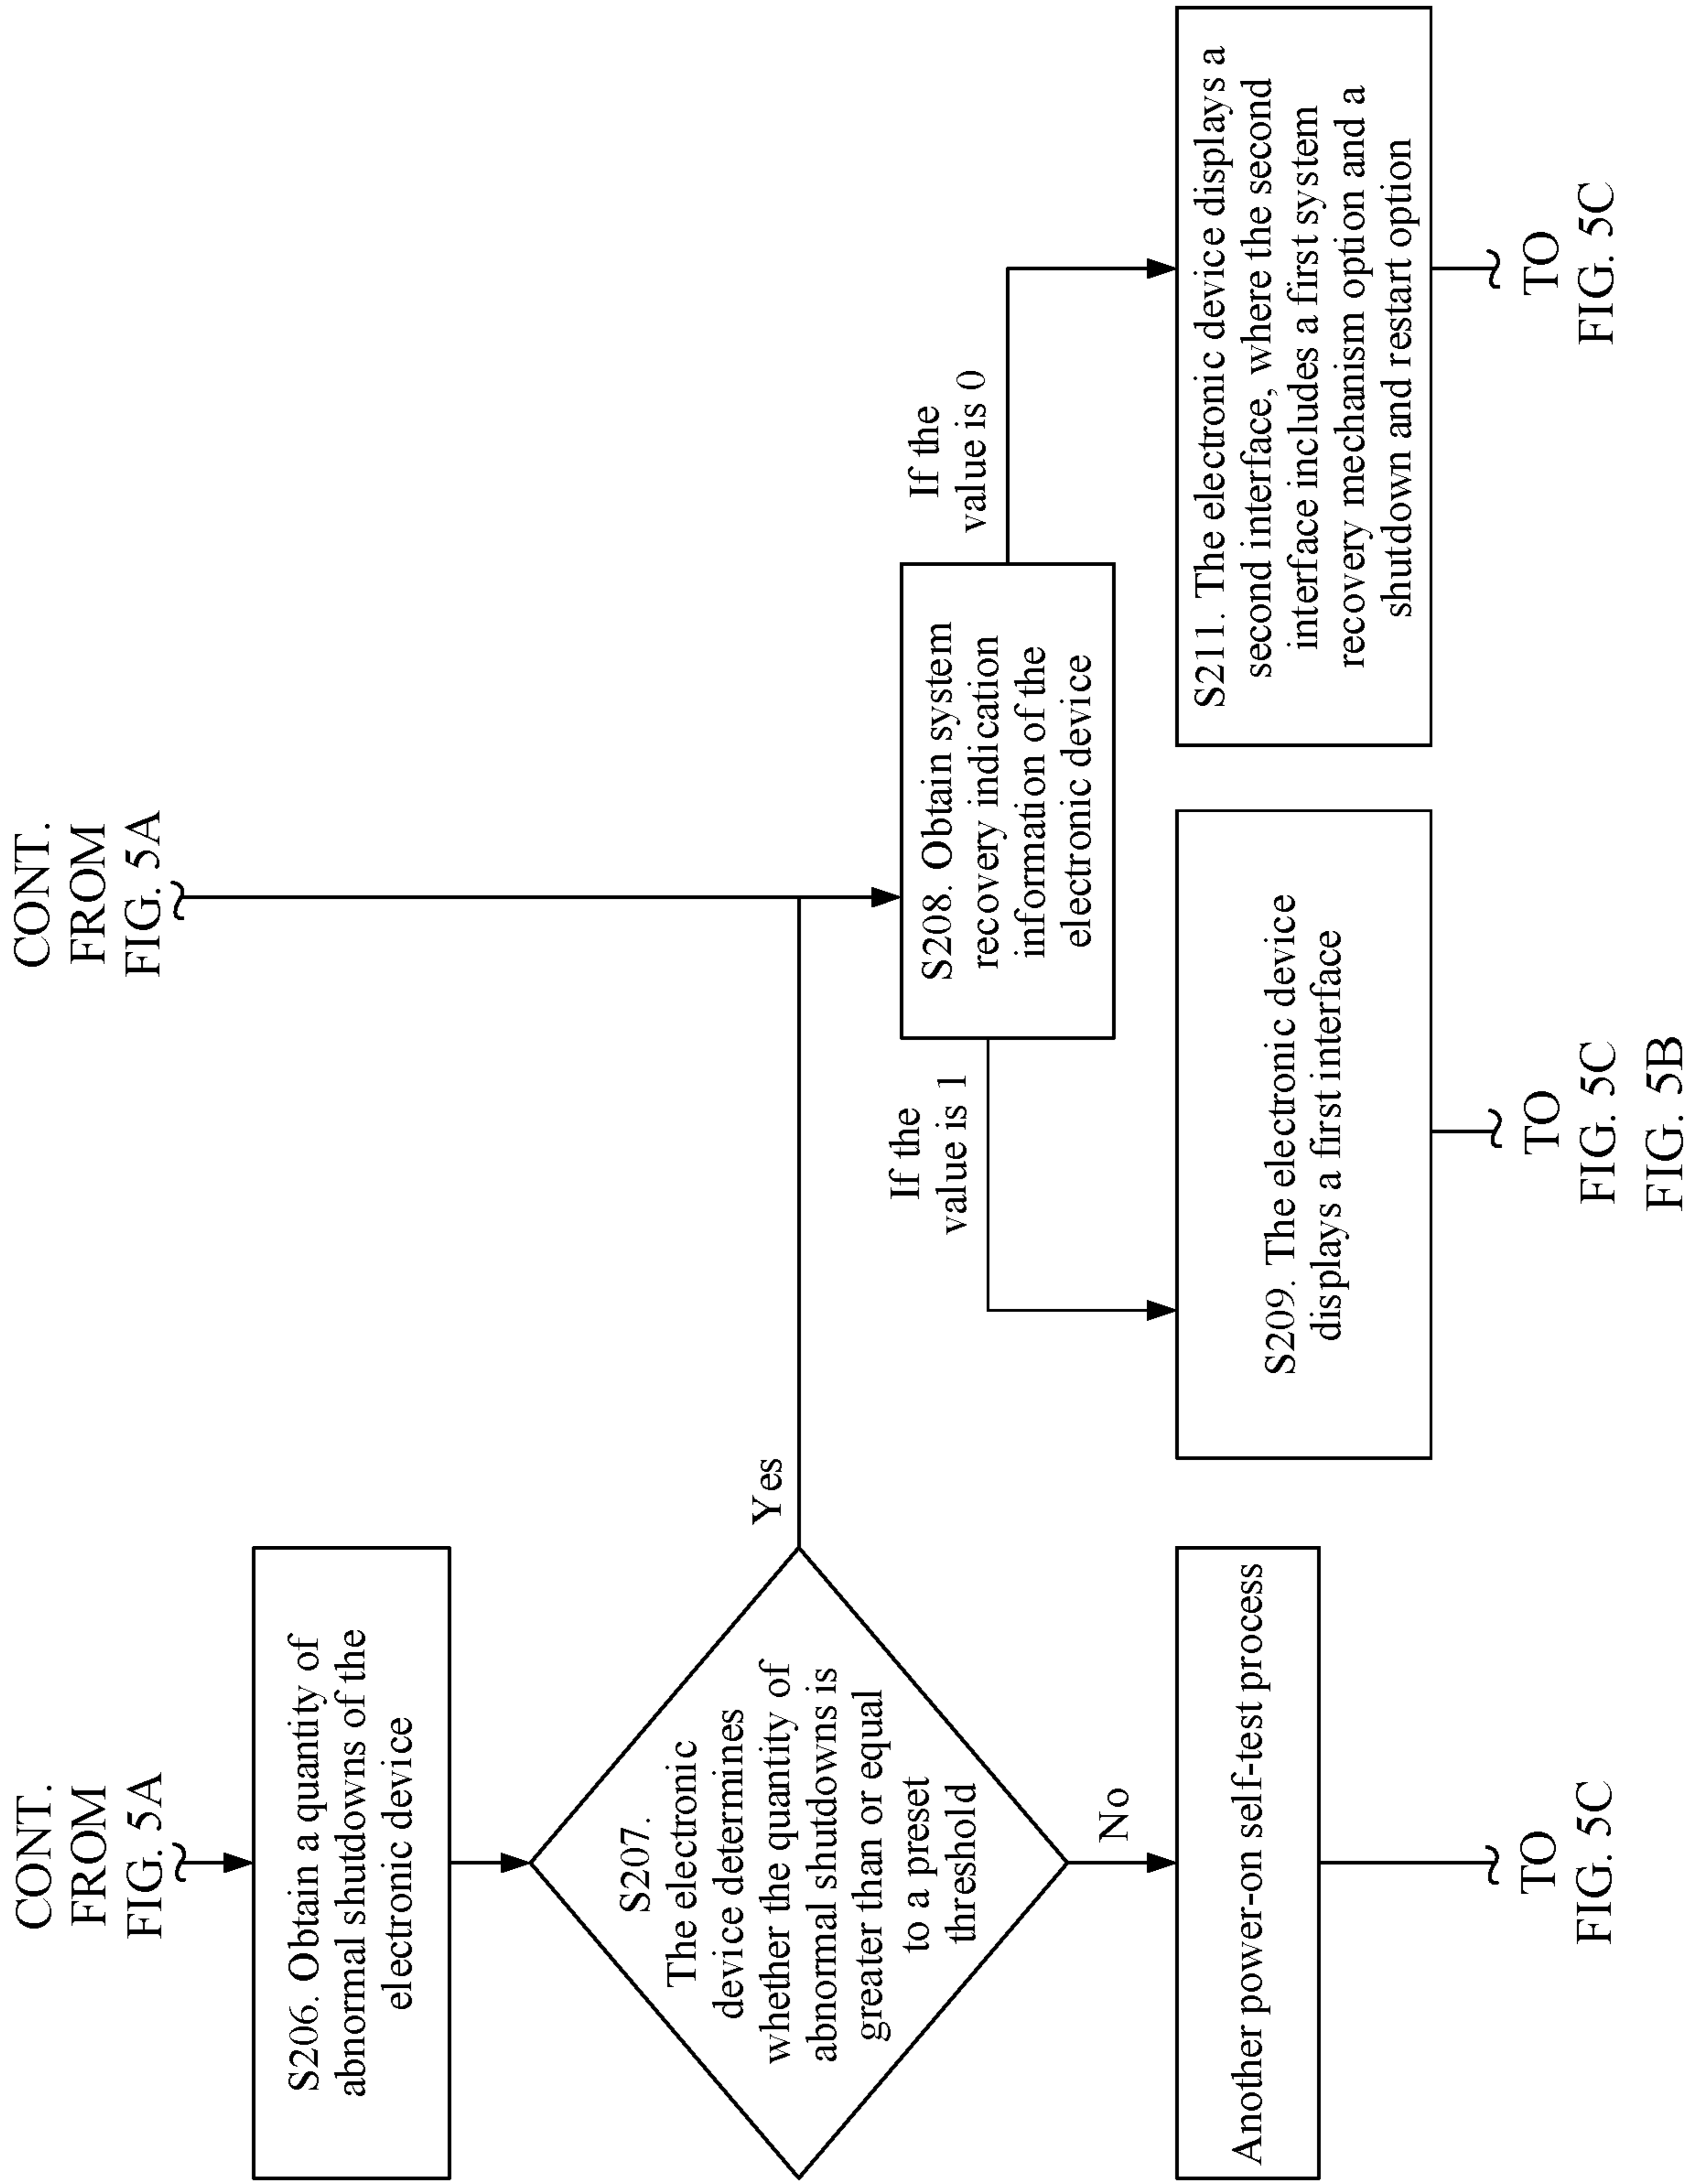 CONT.
FROM
FIG. 5A
CONT.
FROM
FIG. 5A
S206. Obtain a quantity of
abnormal shutdowns of the
electronic device
S207.
The electronic
device determines
whether the quantity of
abnormal shutdowns is
greater than or equal
to a preset
threshold
Yes
No
Another power-on self-test process
TO
FIG. 5C
S208. Obtain system
recovery indication
information of the
electronic device
If the
value is 1
If the
value is 0
S209. The electronic device
displays a first interface
S211. The electronic device displays a
second interface, where the second
interface includes a first system
recovery mechanism option and a
shutdown and restart option
TO
FIG. 5C
TO
FIG. 5C
FIG. 5B